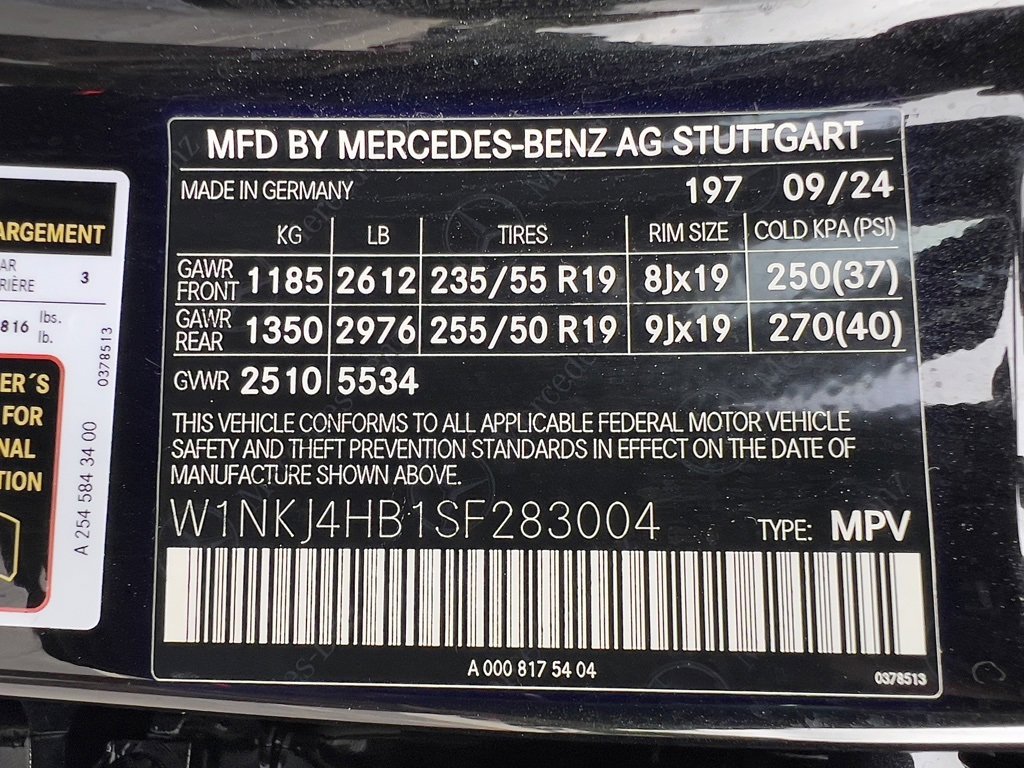 MFD BY MERCEDES-BENZ AG STUTTGART
MADE IN GERMANY 197 09/24
KG LB TIRES RIM SIZE COLD KPA (PSI)
GAWR FRONT 1185 2612 235/55 R19 8Jx19 250(37)
GAWR REAR 1350 2976 255/50 R19 9Jx19 270(40)
GVWR 2510 5534
THIS VEHICLE CONFORMS TO ALL APPLICABLE FEDERAL MOTOR VEHICLE
SAFETY AND THEFT PREVENTION STANDARDS IN EFFECT ON THE DATE OF
MANUFACTURE SHOWN ABOVE.
W1NKJ4HB1SF283004 TYPE: MPV
A 000 817 54 04
0378513
ARGEMENT
AR
RIÈRE 3
816 lbs.
lb.
ER´S
FOR
NAL
TION
0378513
A 254 584 34 00